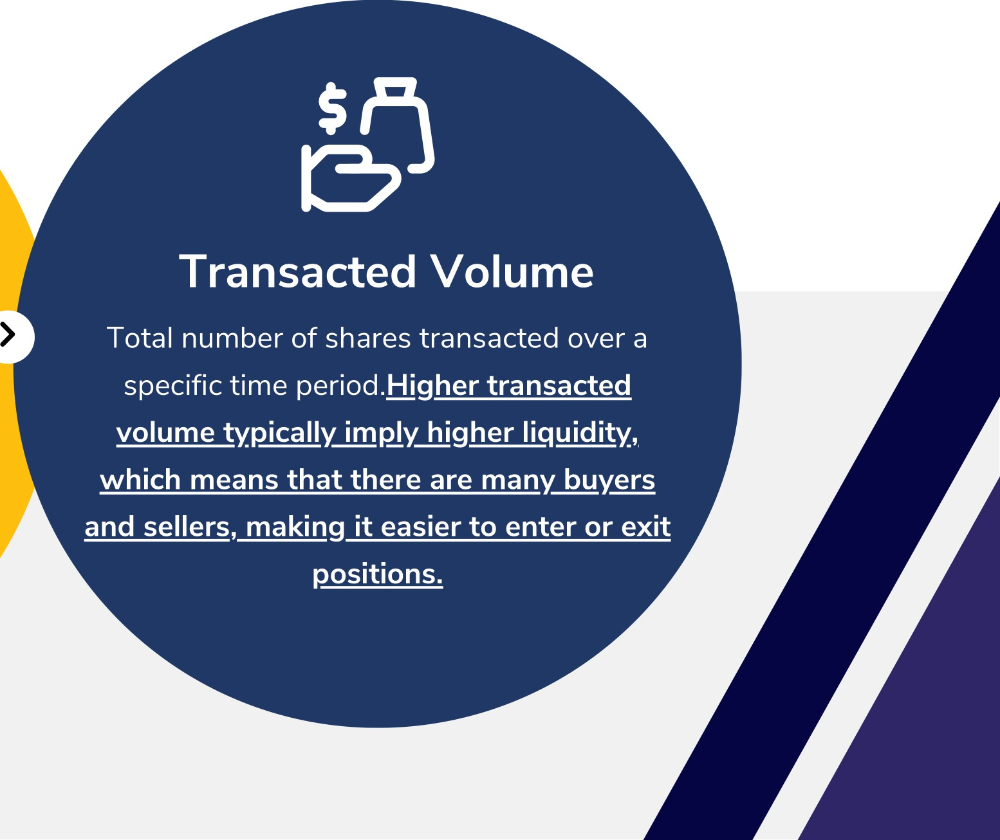 $
Transacted Volume
Total number of shares transacted over a
specific time period.Higher transacted
volume typically imply higher liquidity,
which means that there are many buyers
and sellers, making it easier to enter or exit
positions.